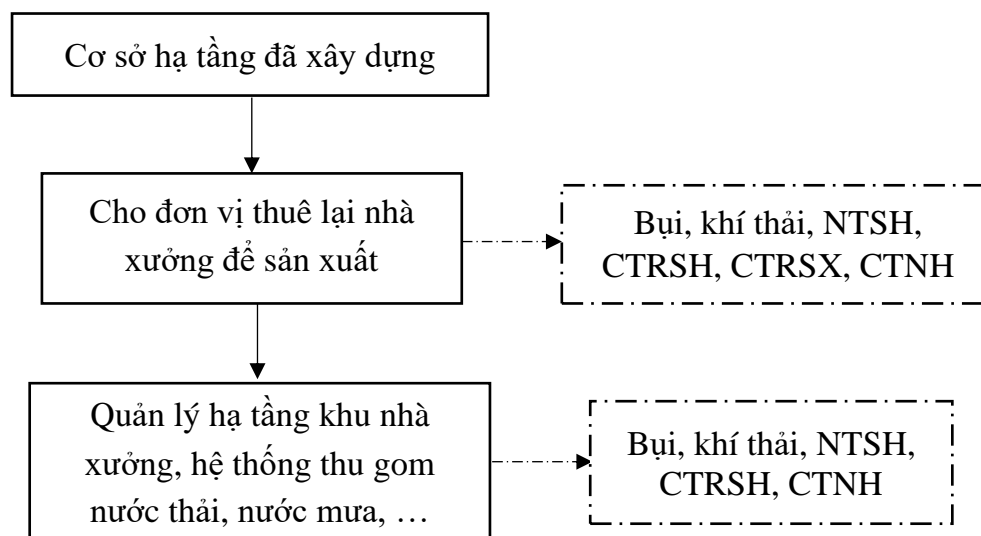 Cơ sở hạ tầng đã xây dựng
Cho đơn vị thuê lại nhà
xưởng để sản xuất
Bụi, khí thải, NTSH,
CTRSH, CTRSX, CTNH
Quản lý hạ tầng khu nhà
xưởng, hệ thống thu gom
nước thải, nước mưa, …
Bụi, khí thải, NTSH,
CTRSH, CTNH